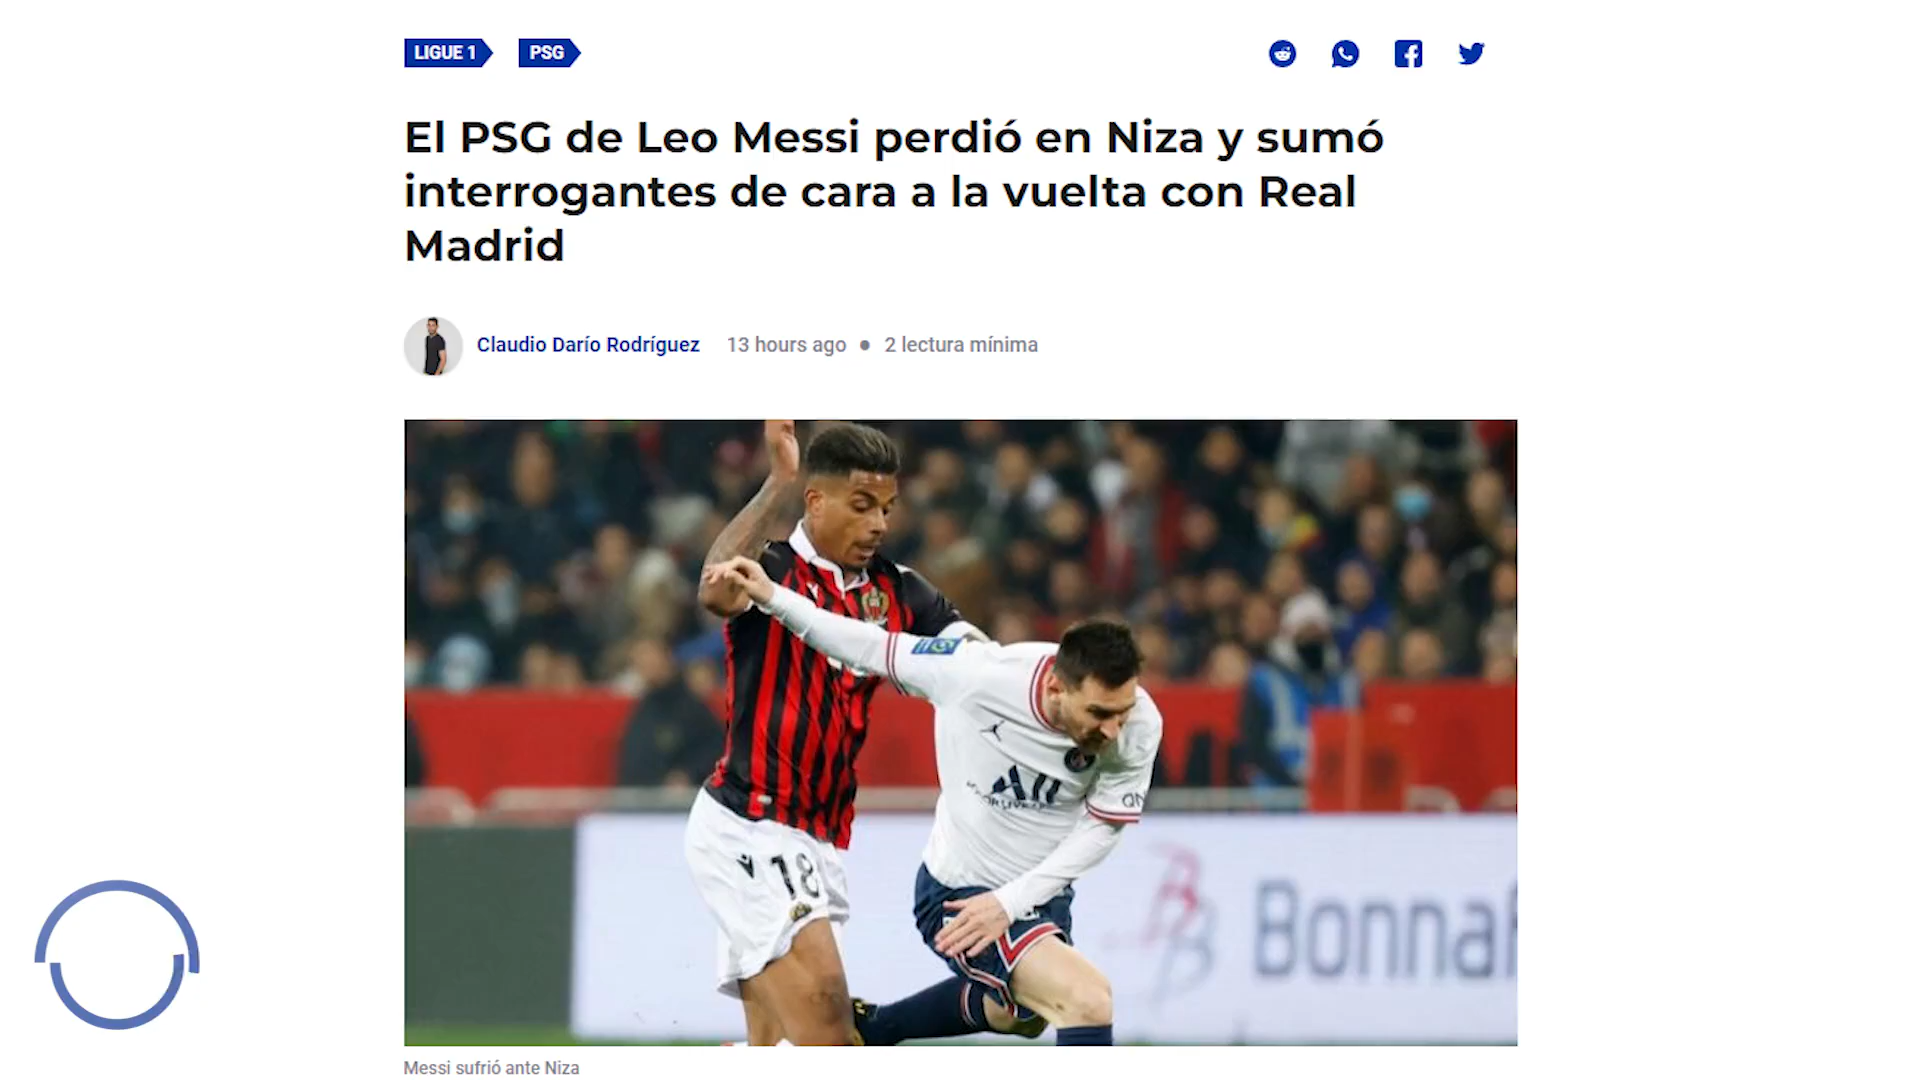 LIGUE 1 PSG
El PSG de Leo Messi perdió en Niza y sumó
interrogantes de cara a la vuelta con Real
Madrid
Claudio Darío Rodríguez 13 hours ago • 2 lectura mínima
18
Messi sufrió ante Niza